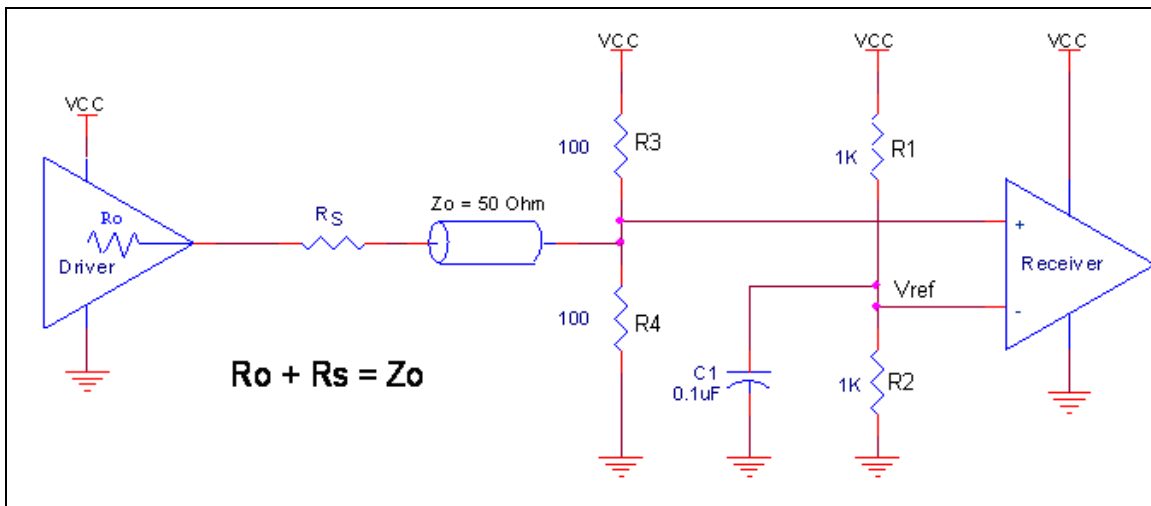 VCC
VCC
VCC
VCC
100
R3
1K
R1
Ro
Driver
RS
Zo = 50 Ohm
+
Receiver
-
Vref
100
R4
Ro + Rs = Zo
C1
0.1uF
1K
R2